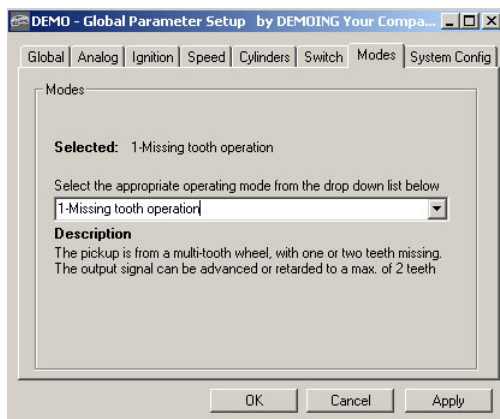 DEMO - Global Parameter Setup by DEMOING Your Compa...
Global Analog Ignition Speed Cylinders Switch Modes System Config
Modes
Selected: 1-Missing tooth operation
Select the appropriate operating mode from the drop down list below
1-Missing tooth operation
Description
The pickup is from a multi-tooth wheel, with one or two teeth missing.
The output signal can be advanced or retarded to a max. of 2 teeth
OK Cancel Apply